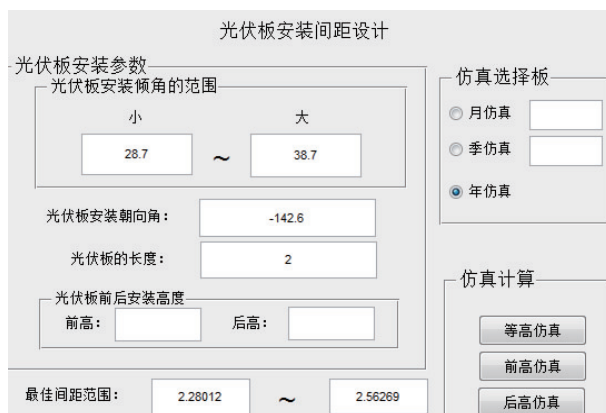 光伏板安装间距设计
光伏板安装参数
光伏板安装倾角的范围
小 大
28.7 ~ 38.7
光伏板安装朝向角： -142.6
光伏板的长度： 2
光伏板前后安装高度
前高： 后高：
最佳间距范围： 2.28012 ~ 2.56269
仿真选择板
月仿真
季仿真
年仿真
仿真计算
等高仿真
前高仿真
后高仿真